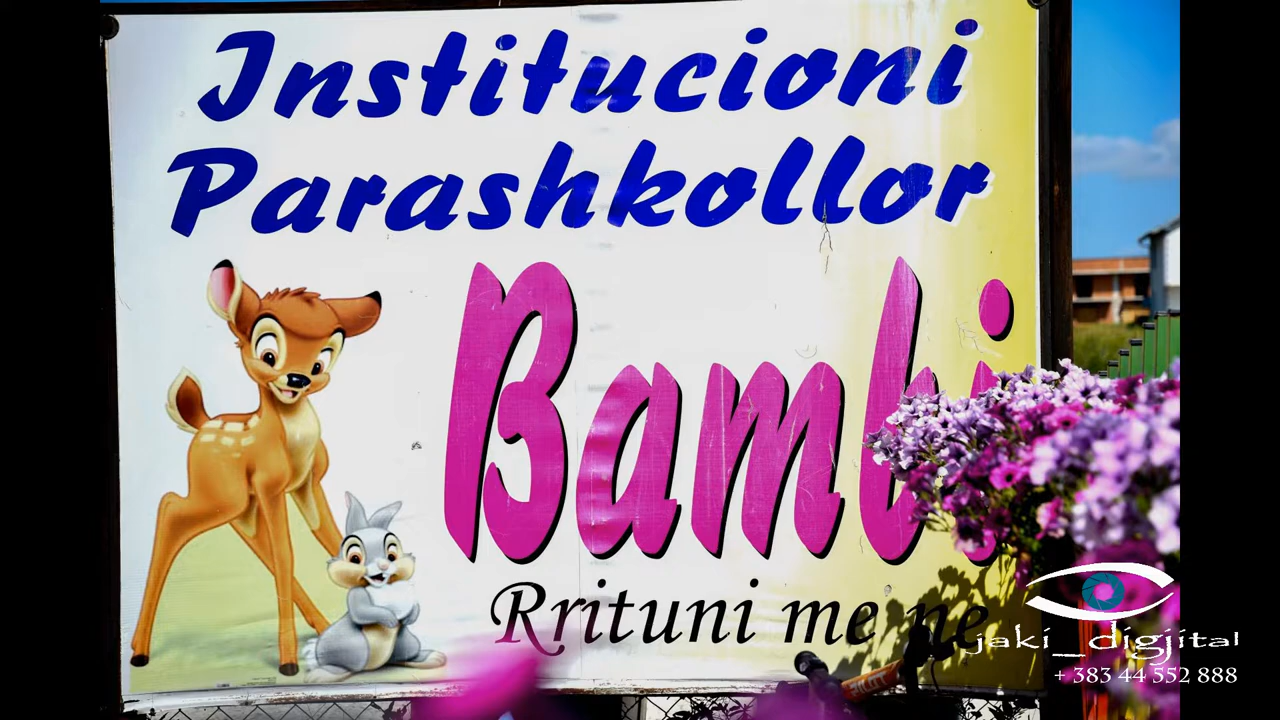 Institucioni
Parashkollor
Bambi
Rrituni me ne
jaki_digjital
+ 383 44 552 888